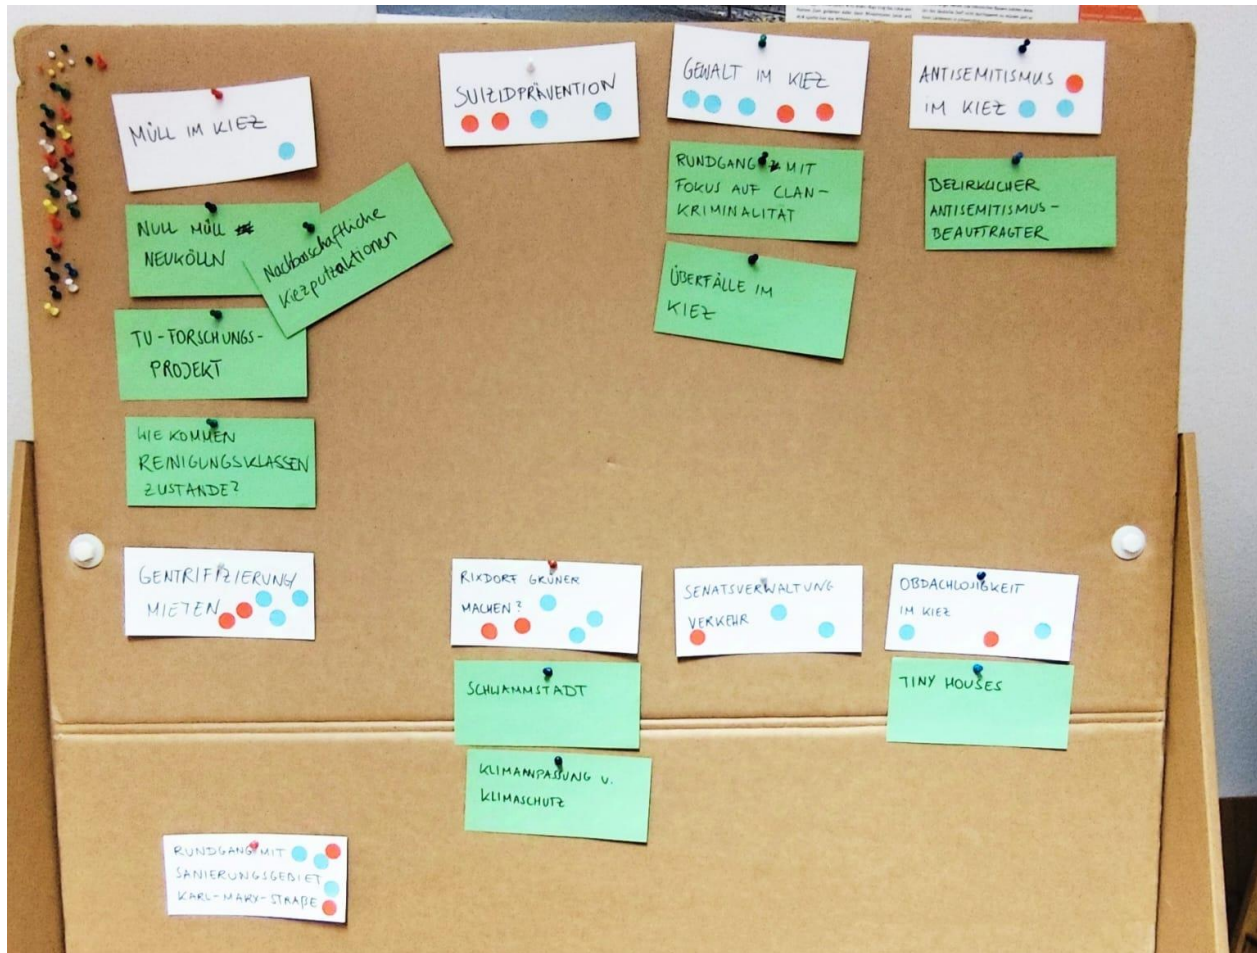 MÜLL IM KIEZ
NULL MÜLL
NEUKÖLLN
Nachbarschaftliche
Kiezputzaktionen
TU-FORSCHUNGS-
PROJEKT
WIE KOMMEN
REINIGUNGSKLASSEN
ZUSTANDE?
SUIZIDPRÄVENTION
GEWALT IM KIEZ
RUNDGANG MIT
FOKUS AUF CLAN-
KRIMINALITÄT
ÜBERFÄLLE IM
KIEZ
ANTISEMITISMUS
IM KIEZ
BEZIRKLICHER
ANTISEMITISMUS-
BEAUFTRAGTER
GENTRIFIZIERUNG/
MIETEN
RIXDORF GRÜNER
MACHEN?
SCHWAMMSTADT
KLIMANPASSUNG U.
KLIMASCHUTZ
SENATSVERWALTUNG
VERKEHR
OBDACHLOSIGKEIT
IM KIEZ
TINY HOUSES
RUNDGANG MIT
SANIERUNGSGEBIET
KARL-MARX-STRAßE